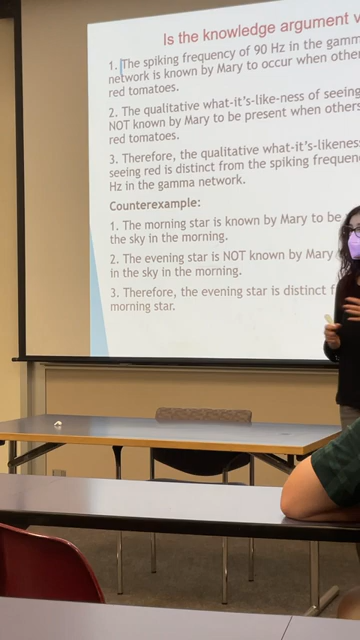 Is the knowledge argument v
1. The spiking frequency of 90 Hz in the gamm
network is known by Mary to occur when othe
red tomatoes.
2. The qualitative what-it's-like-ness of seeing
NOT known by Mary to be present when others
red tomatoes.
3. Therefore, the qualitative what-it's-likeness
seeing red is distinct from the spiking frequen
Hz in the gamma network.
Counterexample:
1. The morning star is known by Mary to be
the sky in the morning.
2. The evening star is NOT known by Mary
in the sky in the morning.
3. Therefore, the evening star is distinct f
morning star.